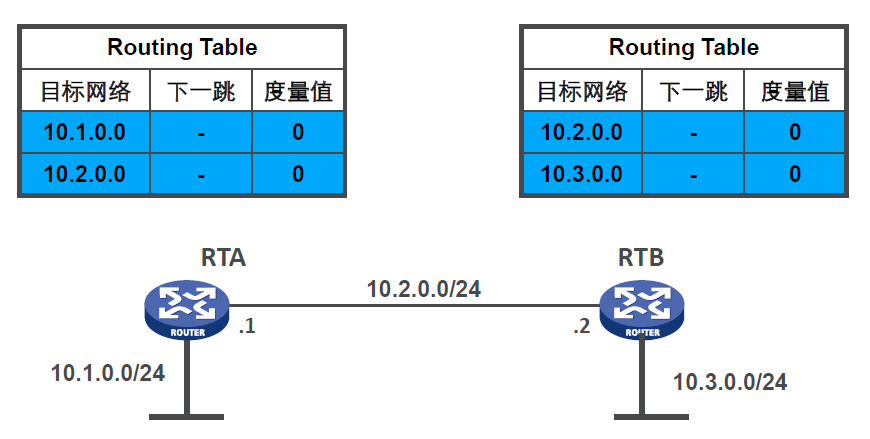 Routing Table
目标网络 下一跳 度量值
10.1.0.0 - 0
10.2.0.0 - 0
Routing Table
目标网络 下一跳 度量值
10.2.0.0 - 0
10.3.0.0 - 0
RTA
RTB
10.2.0.0/24
ROUTER
.1
.2
ROUTER
10.1.0.0/24
10.3.0.0/24